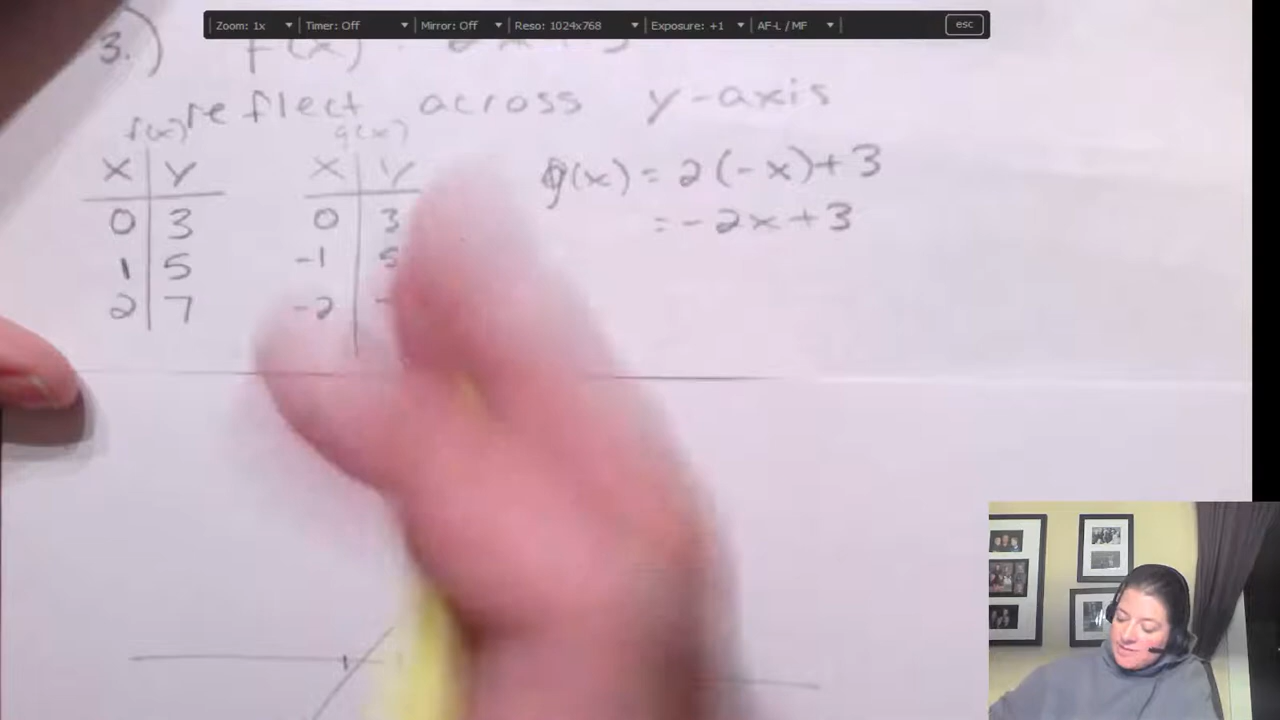 Zoom: 1x Timer: Off Mirror: Off Reso: 1024x768 Exposure: +1 AF-L / MF esc
3.) f(x)
reflect across y-axis
f(x) g(x)
x y x y g(x) = 2(-x)+3
0 3 0 3 = -2x+3
1 5 -1 5
2 7 -2